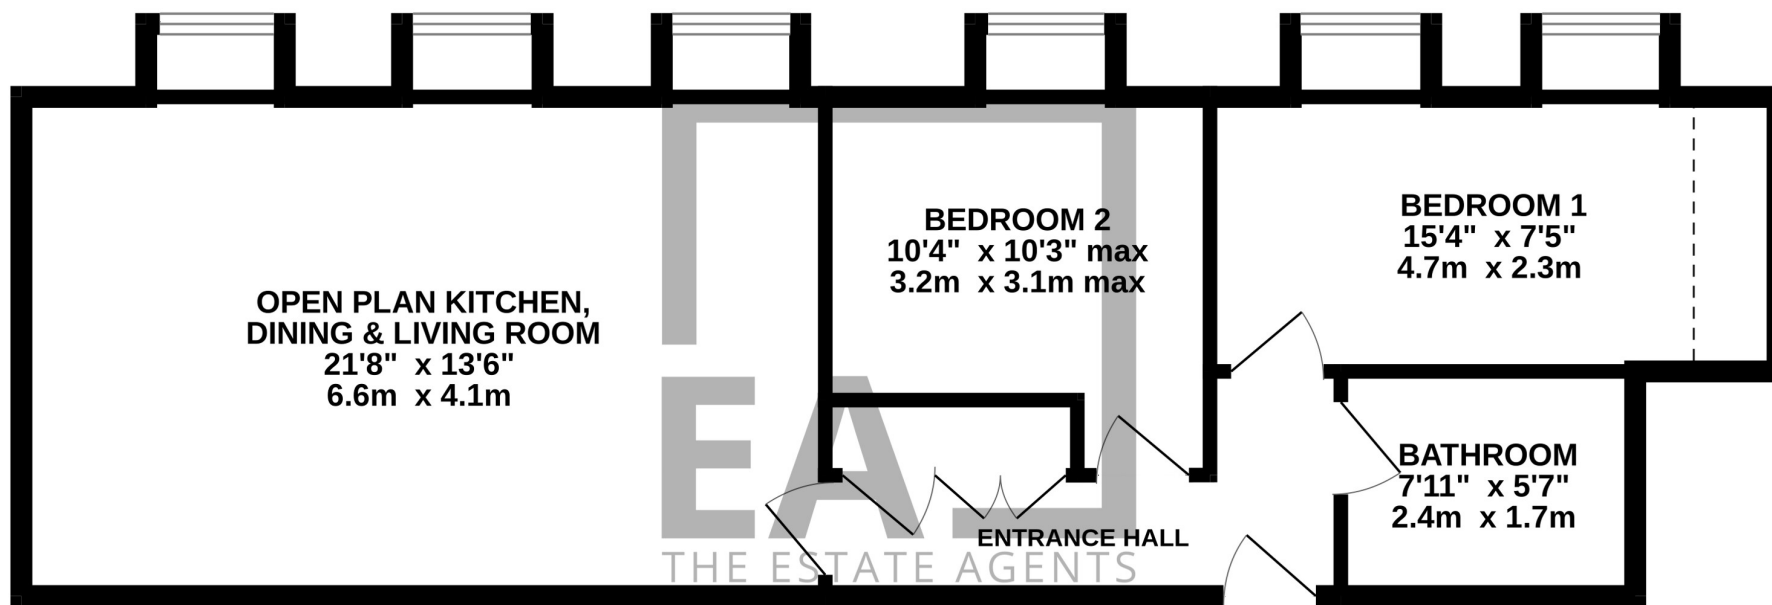 OPEN PLAN KITCHEN,
DINING & LIVING ROOM
21'8" x 13'6"
6.6m x 4.1m
BEDROOM 2
10'4" x 10'3" max
3.2m x 3.1m max
BEDROOM 1
15'4" x 7'5"
4.7m x 2.3m
BATHROOM
7'11" x 5'7"
2.4m x 1.7m
ENTRANCE HALL
EA
THE ESTATE AGENTS